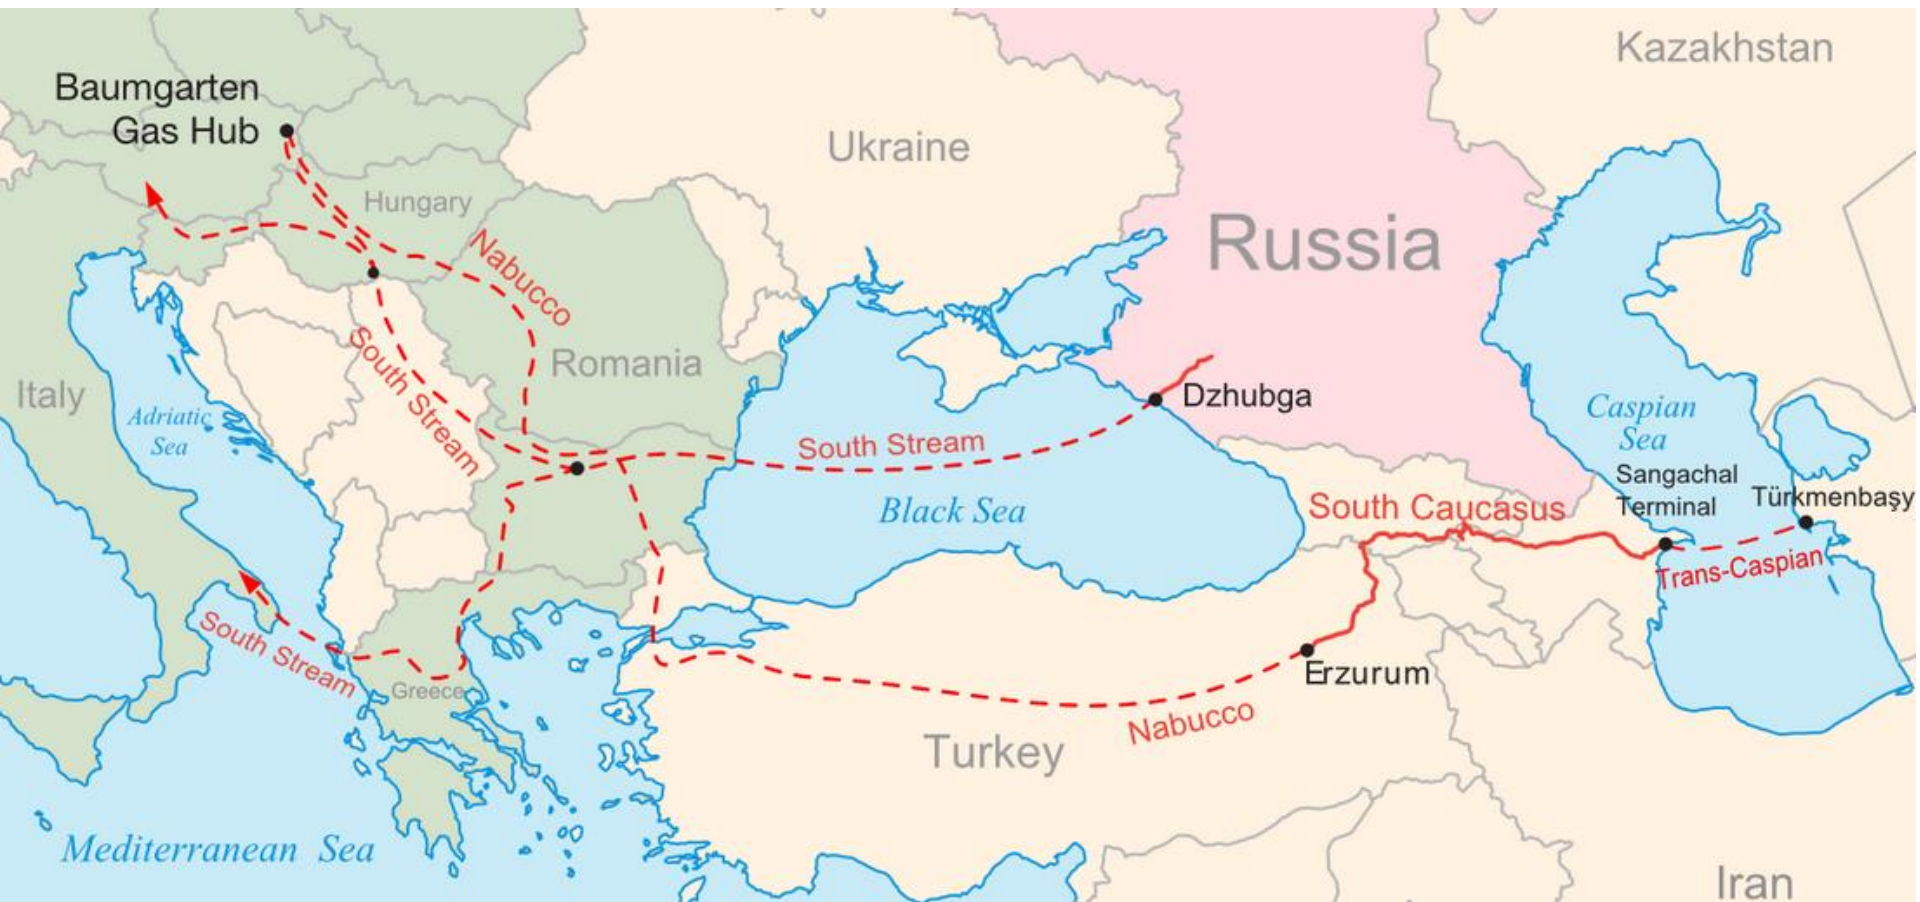 Kazakhstan
Baumgarten
Gas Hub
Ukraine
Hungary
Russia
Nabucco
South Stream
Romania
Italy
Adriatic
Sea
Dzhubga
Caspian
Sea
South Stream
Sangachal
Terminal
Türkmenbaşy
Black Sea
South Caucasus
Trans-Caspian
South Stream
Greece
Erzurum
Nabucco
Turkey
Mediterranean Sea
Iran